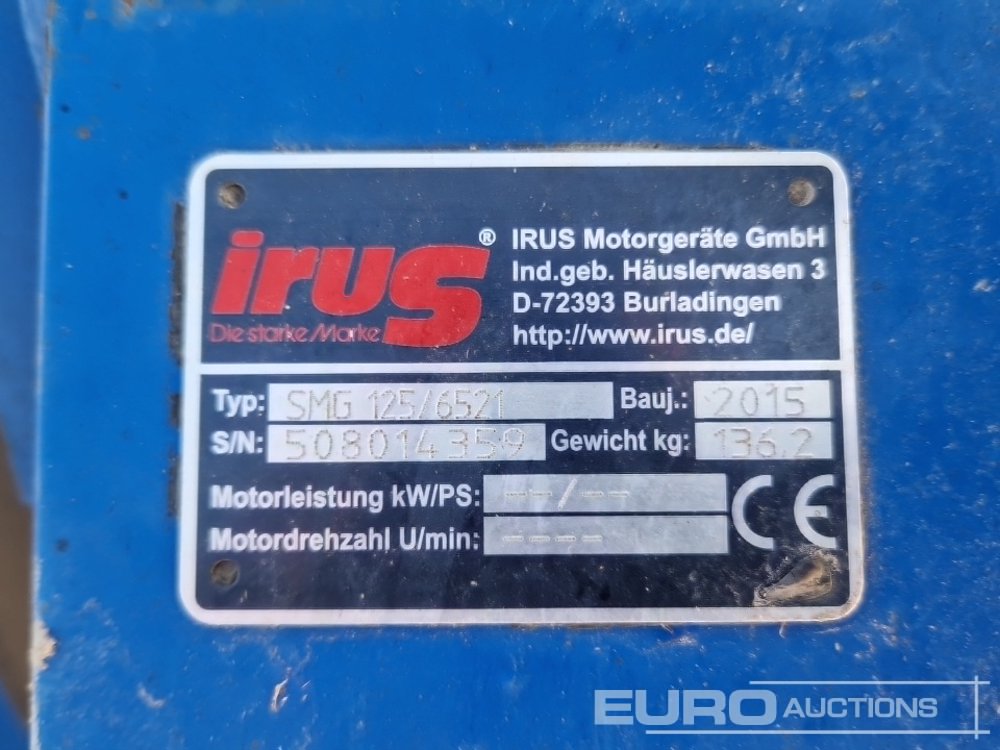 irus®
Die starke Marke
IRUS Motorgeräte GmbH
Ind.geb. Häuslerwasen 3
D-72393 Burladingen
http://www.irus.de/
Typ: SMG 125/6521 Bauj.: 2015
S/N: 508014359 Gewicht kg: 136,2
Motorleistung kW/PS: --/--
Motordrehzahl U/min: ----
CE
EURO AUCTIONS